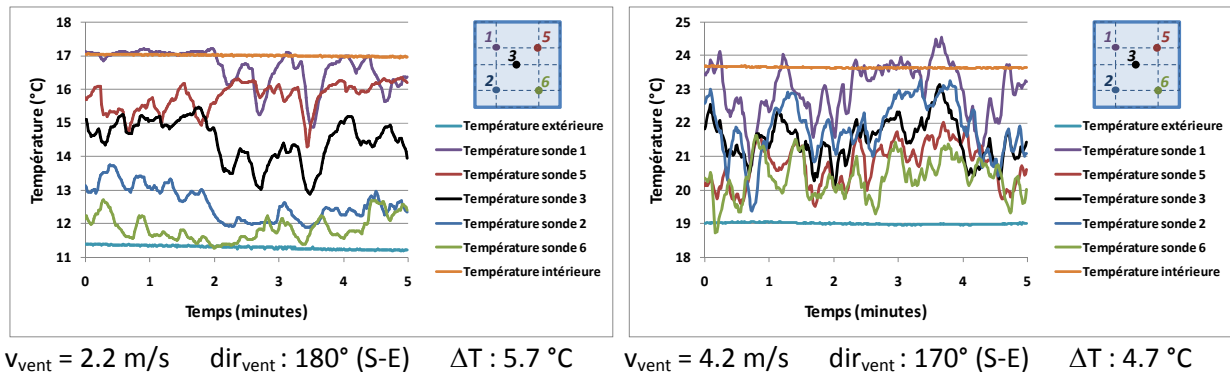 18
17
16
15
14
13
12
11
Température (°C)
0 1 2 3 4 5
Temps (minutes)
1 5
3
2 6
Température extérieure
Température sonde 1
Température sonde 5
Température sonde 3
Température sonde 2
Température sonde 6
Température intérieure
25
24
23
22
21
20
19
18
Température (°C)
0 1 2 3 4 5
Temps (minutes)
1 5
3
2 6
Température extérieure
Température sonde 1
Température sonde 5
Température sonde 3
Température sonde 2
Température sonde 6
Température intérieure
v_vent = 2.2 m/s dir_vent : 180° (S-E) ΔT : 5.7 °C
v_vent = 4.2 m/s dir_vent : 170° (S-E) ΔT : 4.7 °C